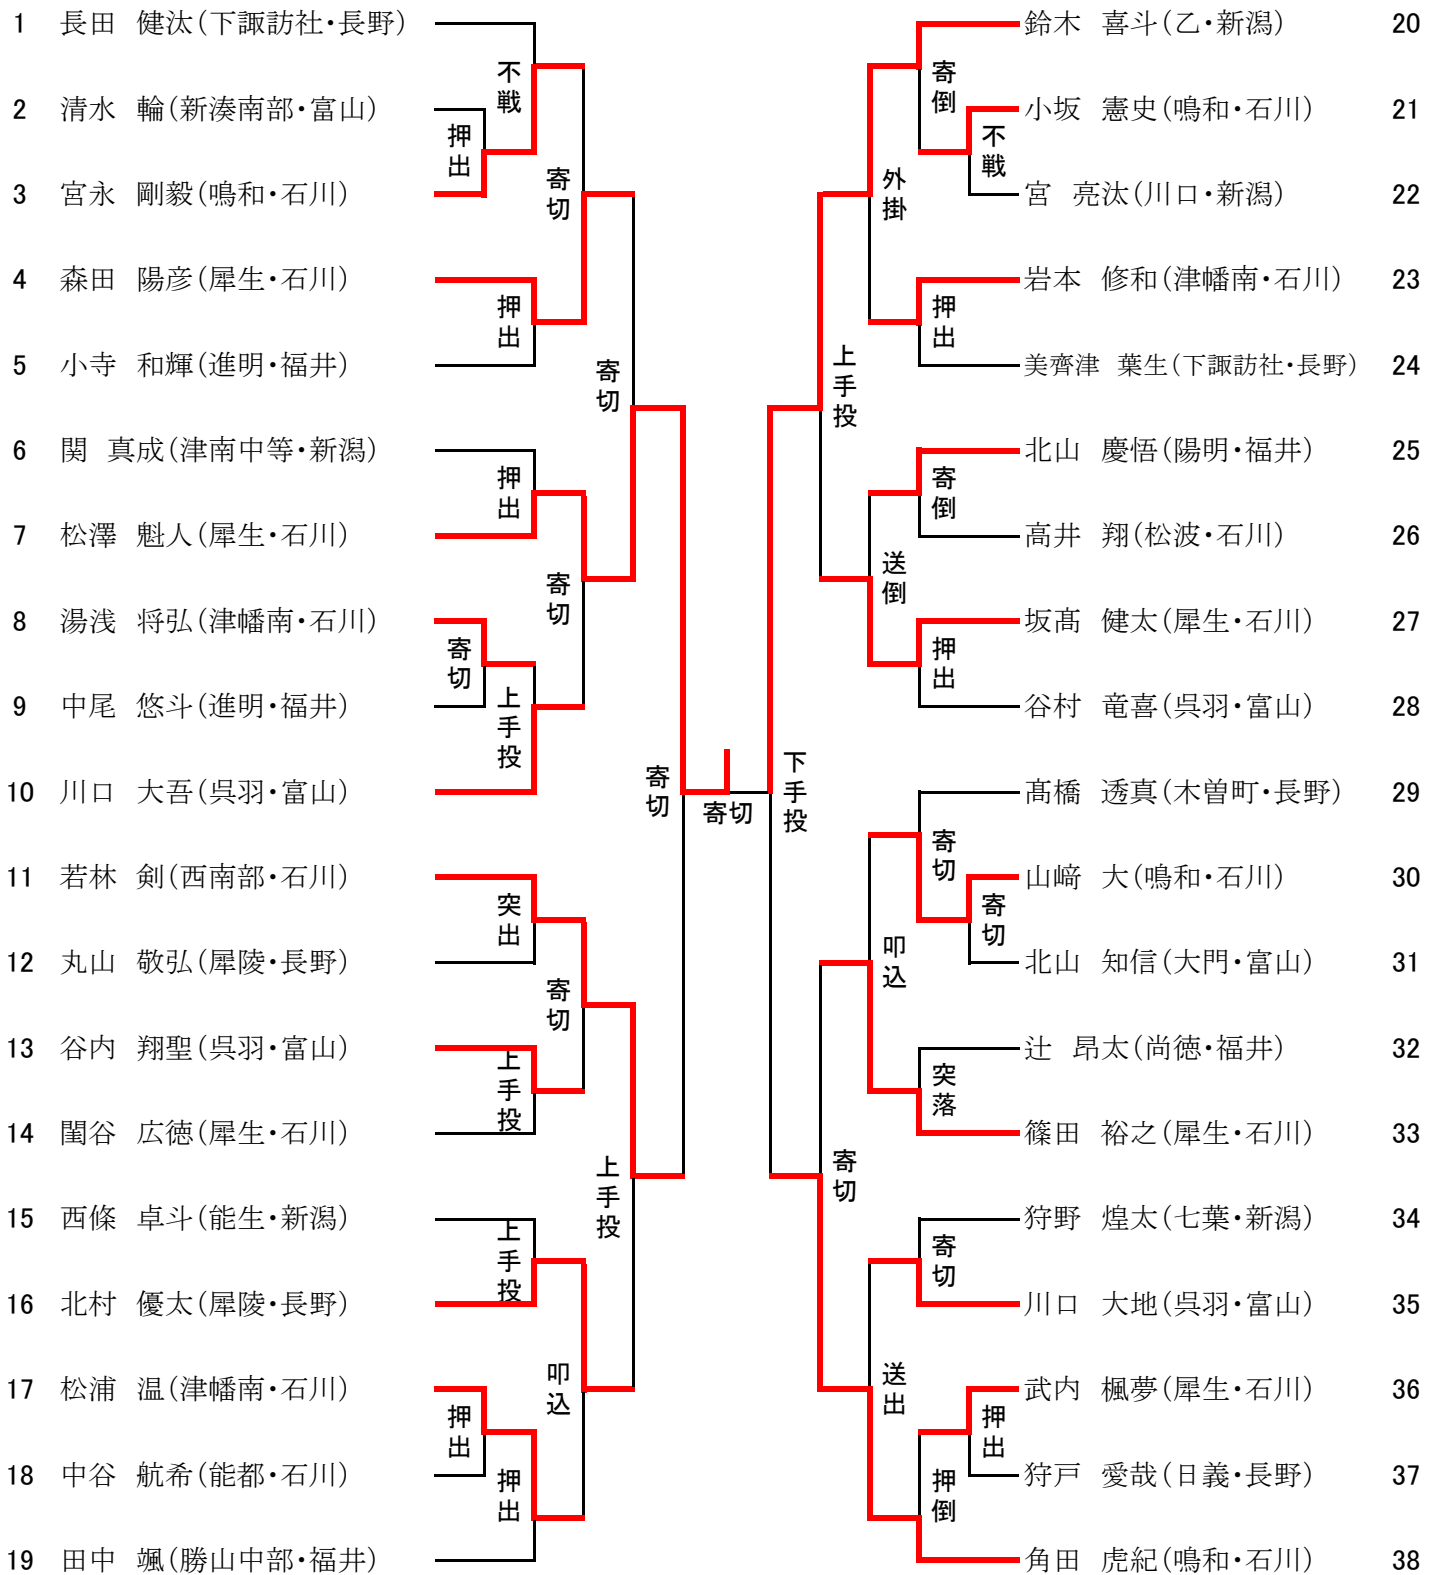 1 長田 健汰(下諏訪社・長野)
2 清水 輪(新湊南部・富山)
3 宮永 剛毅(鳴和・石川)
4 森田 陽彦(犀生・石川)
5 小寺 和輝(進明・福井)
6 関 真成(津南中等・新潟)
7 松澤 魁人(犀生・石川)
8 湯浅 将弘(津幡南・石川)
9 中尾 悠斗(進明・福井)
10 川口 大吾(呉羽・富山)
11 若林 剣(西南部・石川)
12 丸山 敬弘(犀陵・長野)
13 谷内 翔聖(呉羽・富山)
14 閨谷 広徳(犀生・石川)
15 西條 卓斗(能生・新潟)
16 北村 優太(犀陵・長野)
17 松浦 温(津幡南・石川)
18 中谷 航希(能都・石川)
19 田中 颯(勝山中部・福井)
押出
寄切
押出
不戦
押出
押出
上手投
突出
上手投
上手投
押出
寄切
寄切
寄切
叩込
寄切
上手投
寄切
寄切
下手投
上手投
寄切
外掛
送倒
叩込
送出
寄倒
押出
寄倒
押出
寄切
突落
寄切
押倒
不戦
寄切
押出
鈴木 喜斗(乙・新潟) 20
小坂 憲史(鳴和・石川) 21
宮 亮汰(川口・新潟) 22
岩本 修和(津幡南・石川) 23
美齊津 葉生(下諏訪社・長野) 24
北山 慶悟(陽明・福井) 25
高井 翔(松波・石川) 26
坂髙 健太(犀生・石川) 27
谷村 竜喜(呉羽・富山) 28
髙橋 透真(木曽町・長野) 29
山﨑 大(鳴和・石川) 30
北山 知信(大門・富山) 31
辻 昂太(尚徳・福井) 32
篠田 裕之(犀生・石川) 33
狩野 煌太(七葉・新潟) 34
川口 大地(呉羽・富山) 35
武内 楓夢(犀生・石川) 36
狩戸 愛哉(日義・長野) 37
角田 虎紀(鳴和・石川) 38